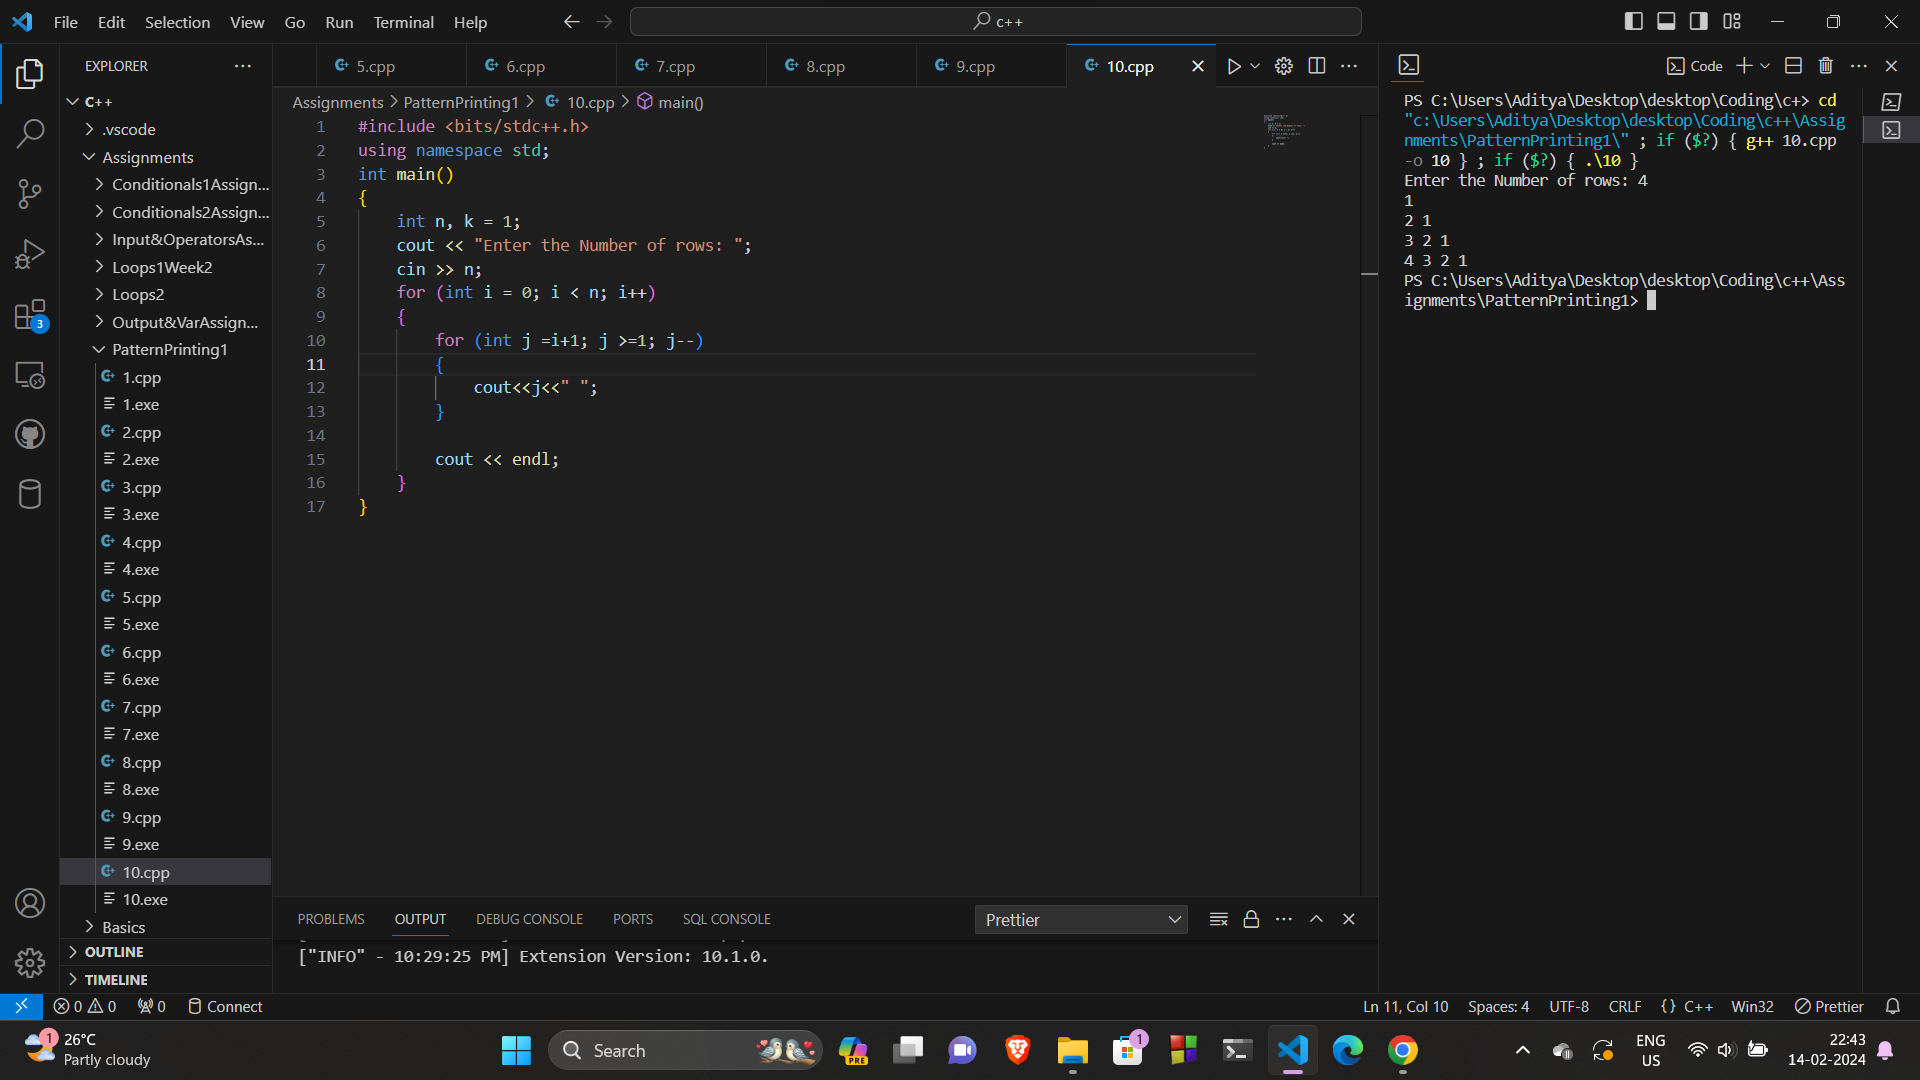 File Edit Selection View Go Run Terminal Help
c++
EXPLORER
C++
.vscode
Assignments
Conditionals1Assign...
Conditionals2Assign...
Input&OperatorsAs...
Loops1Week2
Loops2
Output&VarAssign...
PatternPrinting1
1.cpp
1.exe
2.cpp
2.exe
3.cpp
3.exe
4.cpp
4.exe
5.cpp
5.exe
6.cpp
6.exe
7.cpp
7.exe
8.cpp
8.exe
9.cpp
9.exe
10.cpp
10.exe
Basics
OUTLINE
TIMELINE
3
5.cpp 6.cpp 7.cpp 8.cpp 9.cpp 10.cpp
Assignments > PatternPrinting1 > 10.cpp > main()
1 #include <bits/stdc++.h>
2 using namespace std;
3 int main()
4 {
5 int n, k = 1;
6 cout << "Enter the Number of rows: ";
7 cin >> n;
8 for (int i = 0; i < n; i++)
9 {
10 for (int j =i+1; j >=1; j--)
11 {
12 cout<<j<<" ";
13 }
14
15 cout << endl;
16 }
17 }
Code
PS C:\Users\Aditya\Desktop\desktop\Coding\c+> cd
"c:\Users\Aditya\Desktop\desktop\Coding\c++\Assig
nments\PatternPrinting1\" ; if ($?) { g++ 10.cpp
-o 10 } ; if ($?) { .\10 }
Enter the Number of rows: 4
1
2 1
3 2 1
4 3 2 1
PS C:\Users\Aditya\Desktop\desktop\Coding\c++\Ass
ignments\PatternPrinting1>
PROBLEMS OUTPUT DEBUG CONSOLE PORTS SQL CONSOLE
Prettier
["INFO" - 10:29:25 PM] Extension Version: 10.1.0.
0 0 0 Connect
Ln 11, Col 10 Spaces: 4 UTF-8 CRLF {} C++ Win32 Prettier
1
26°C
Partly cloudy
Search
PRE
1
ENG
US
22:43
14-02-2024